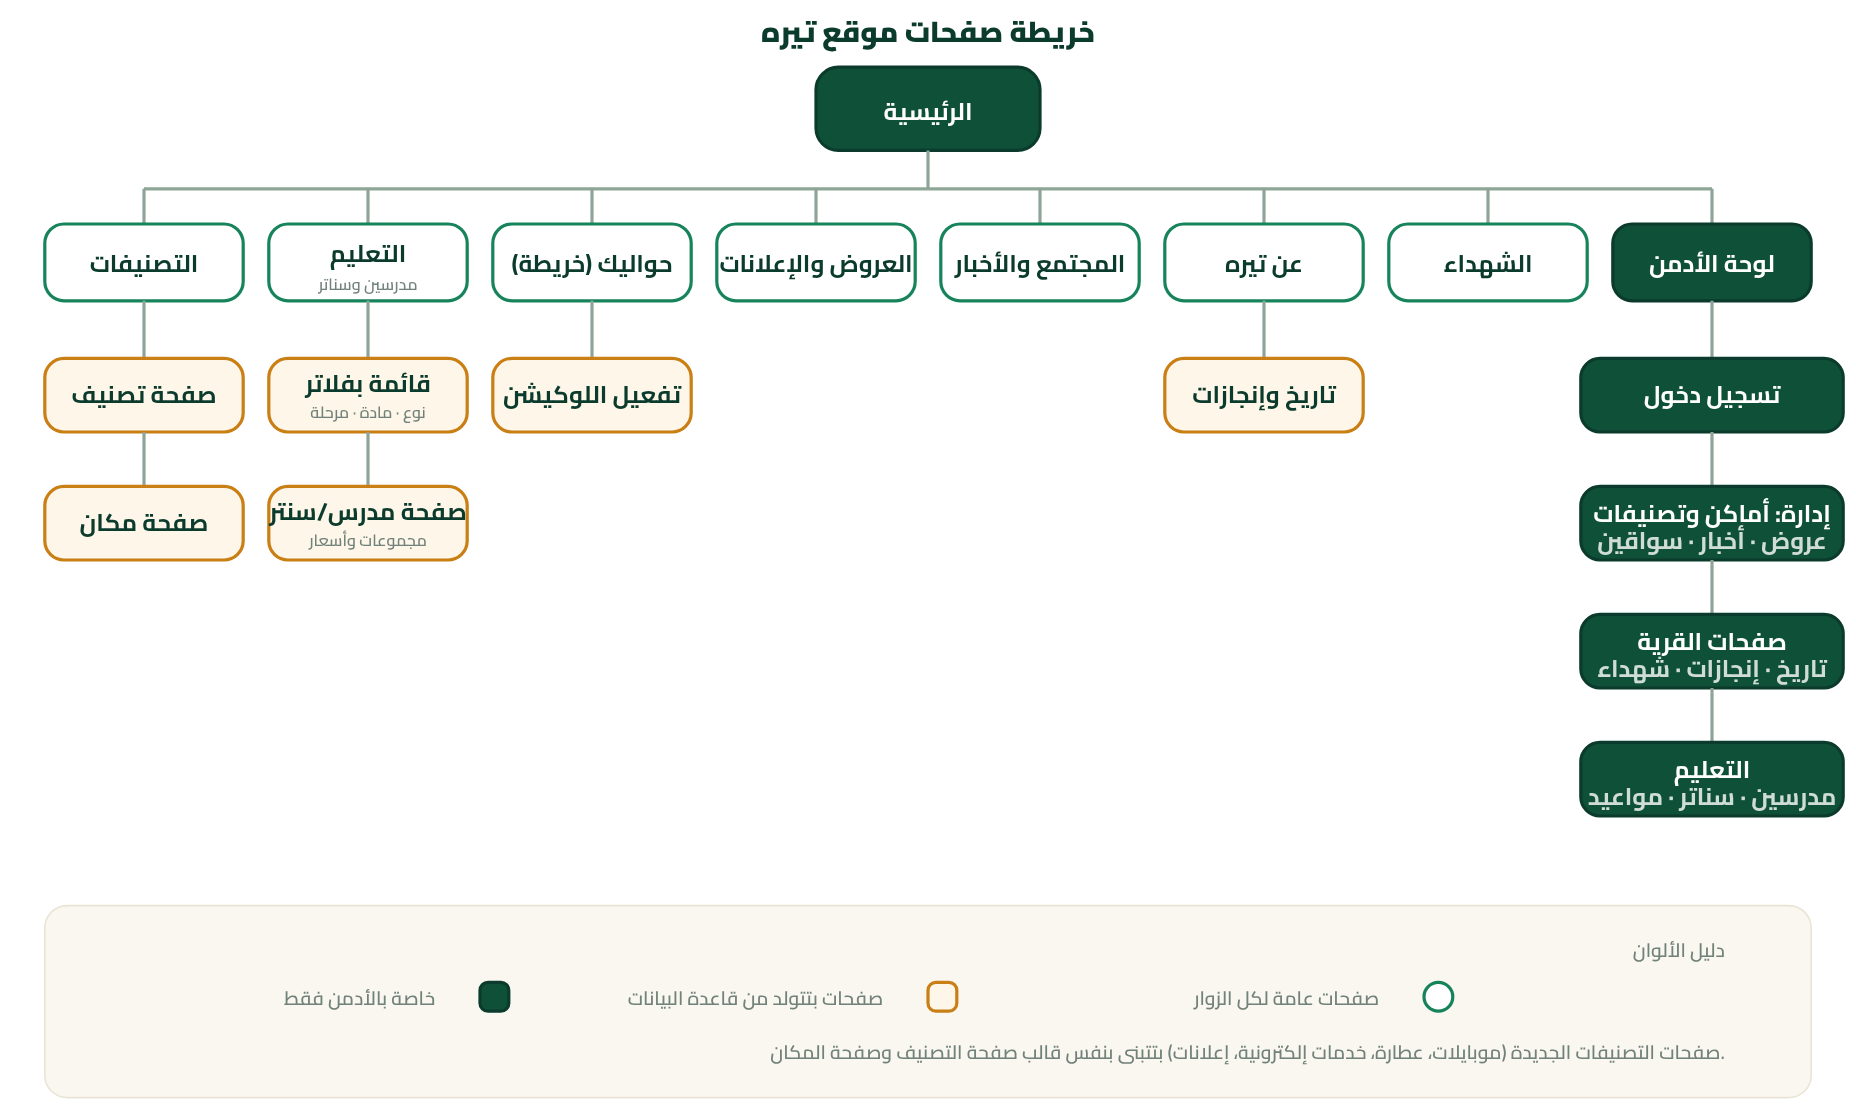 خريطة صفحات موقع تيره
الرئيسية
لوحة الأدمن
الشهداء
عن تيره
المجتمع والأخبار
العروض والإعلانات
حواليك (خريطة)
التعليم
مدرسين وسناتر
التصنيفات
تسجيل دخول
تاريخ وإنجازات
تفعيل اللوكيشن
قائمة بفلاتر
نوع · مادة · مرحلة
صفحة تصنيف
إدارة: أماكن وتصنيفات
عروض · أخبار · سواقين
صفحة مدرس/سنتر
مجموعات وأسعار
صفحة مكان
صفحات القرية
تاريخ · إنجازات · شهداء
التعليم
مدرسين · سناتر · مواعيد
دليل الألوان
صفحات عامة لكل الزوار
صفحات بتتولد من قاعدة البيانات
خاصة بالأدمن فقط
.صفحات التصنيفات الجديدة (موبايلات، عطارة، خدمات إلكترونية، إعلانات) بتتبنى بنفس قالب صفحة التصنيف وصفحة المكان